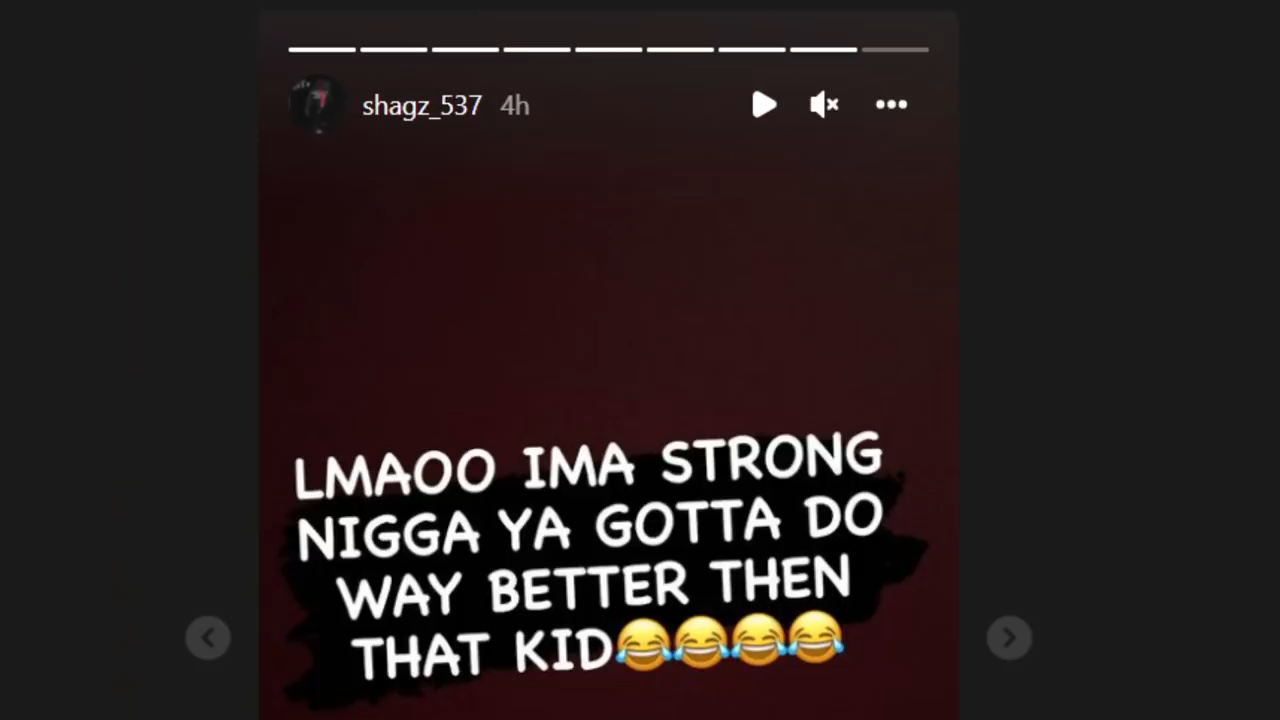 shagz_537 4h
LMAOO IMA STRONG
NIGGA YA GOTTA DO
WAY BETTER THEN
THAT KID😂😂😂😂